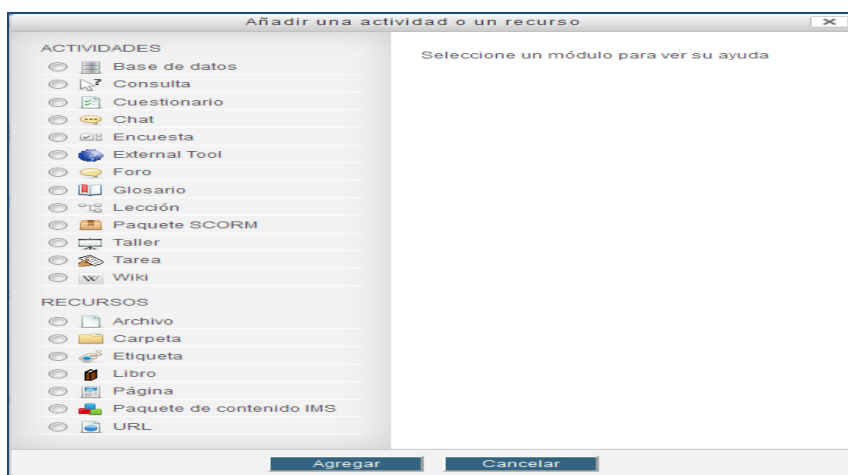 Añadir una actividad o un recurso
ACTIVIDADES
Base de datos
Consulta
Cuestionario
Chat
Encuesta
External Tool
Foro
Glosario
Lección
Paquete SCORM
Taller
Tarea
Wiki
RECURSOS
Archivo
Carpeta
Etiqueta
Libro
Página
Paquete de contenido IMS
URL
Seleccione un módulo para ver su ayuda
Agregar
Cancelar